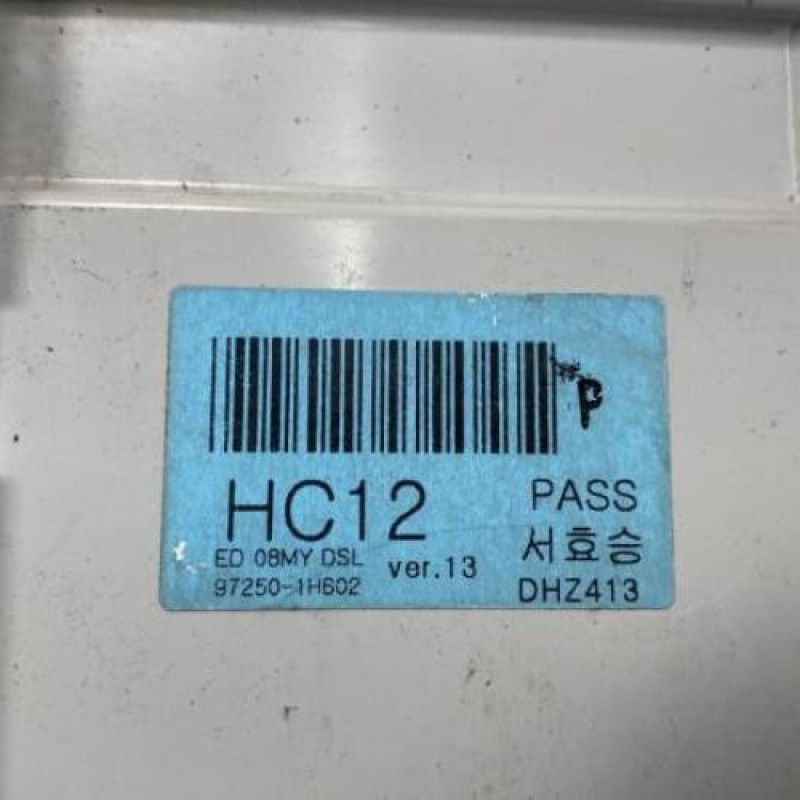 P
HC12
PASS
ED 08MY DSL
ver.13
서효승
97250-1H602
DHZ413